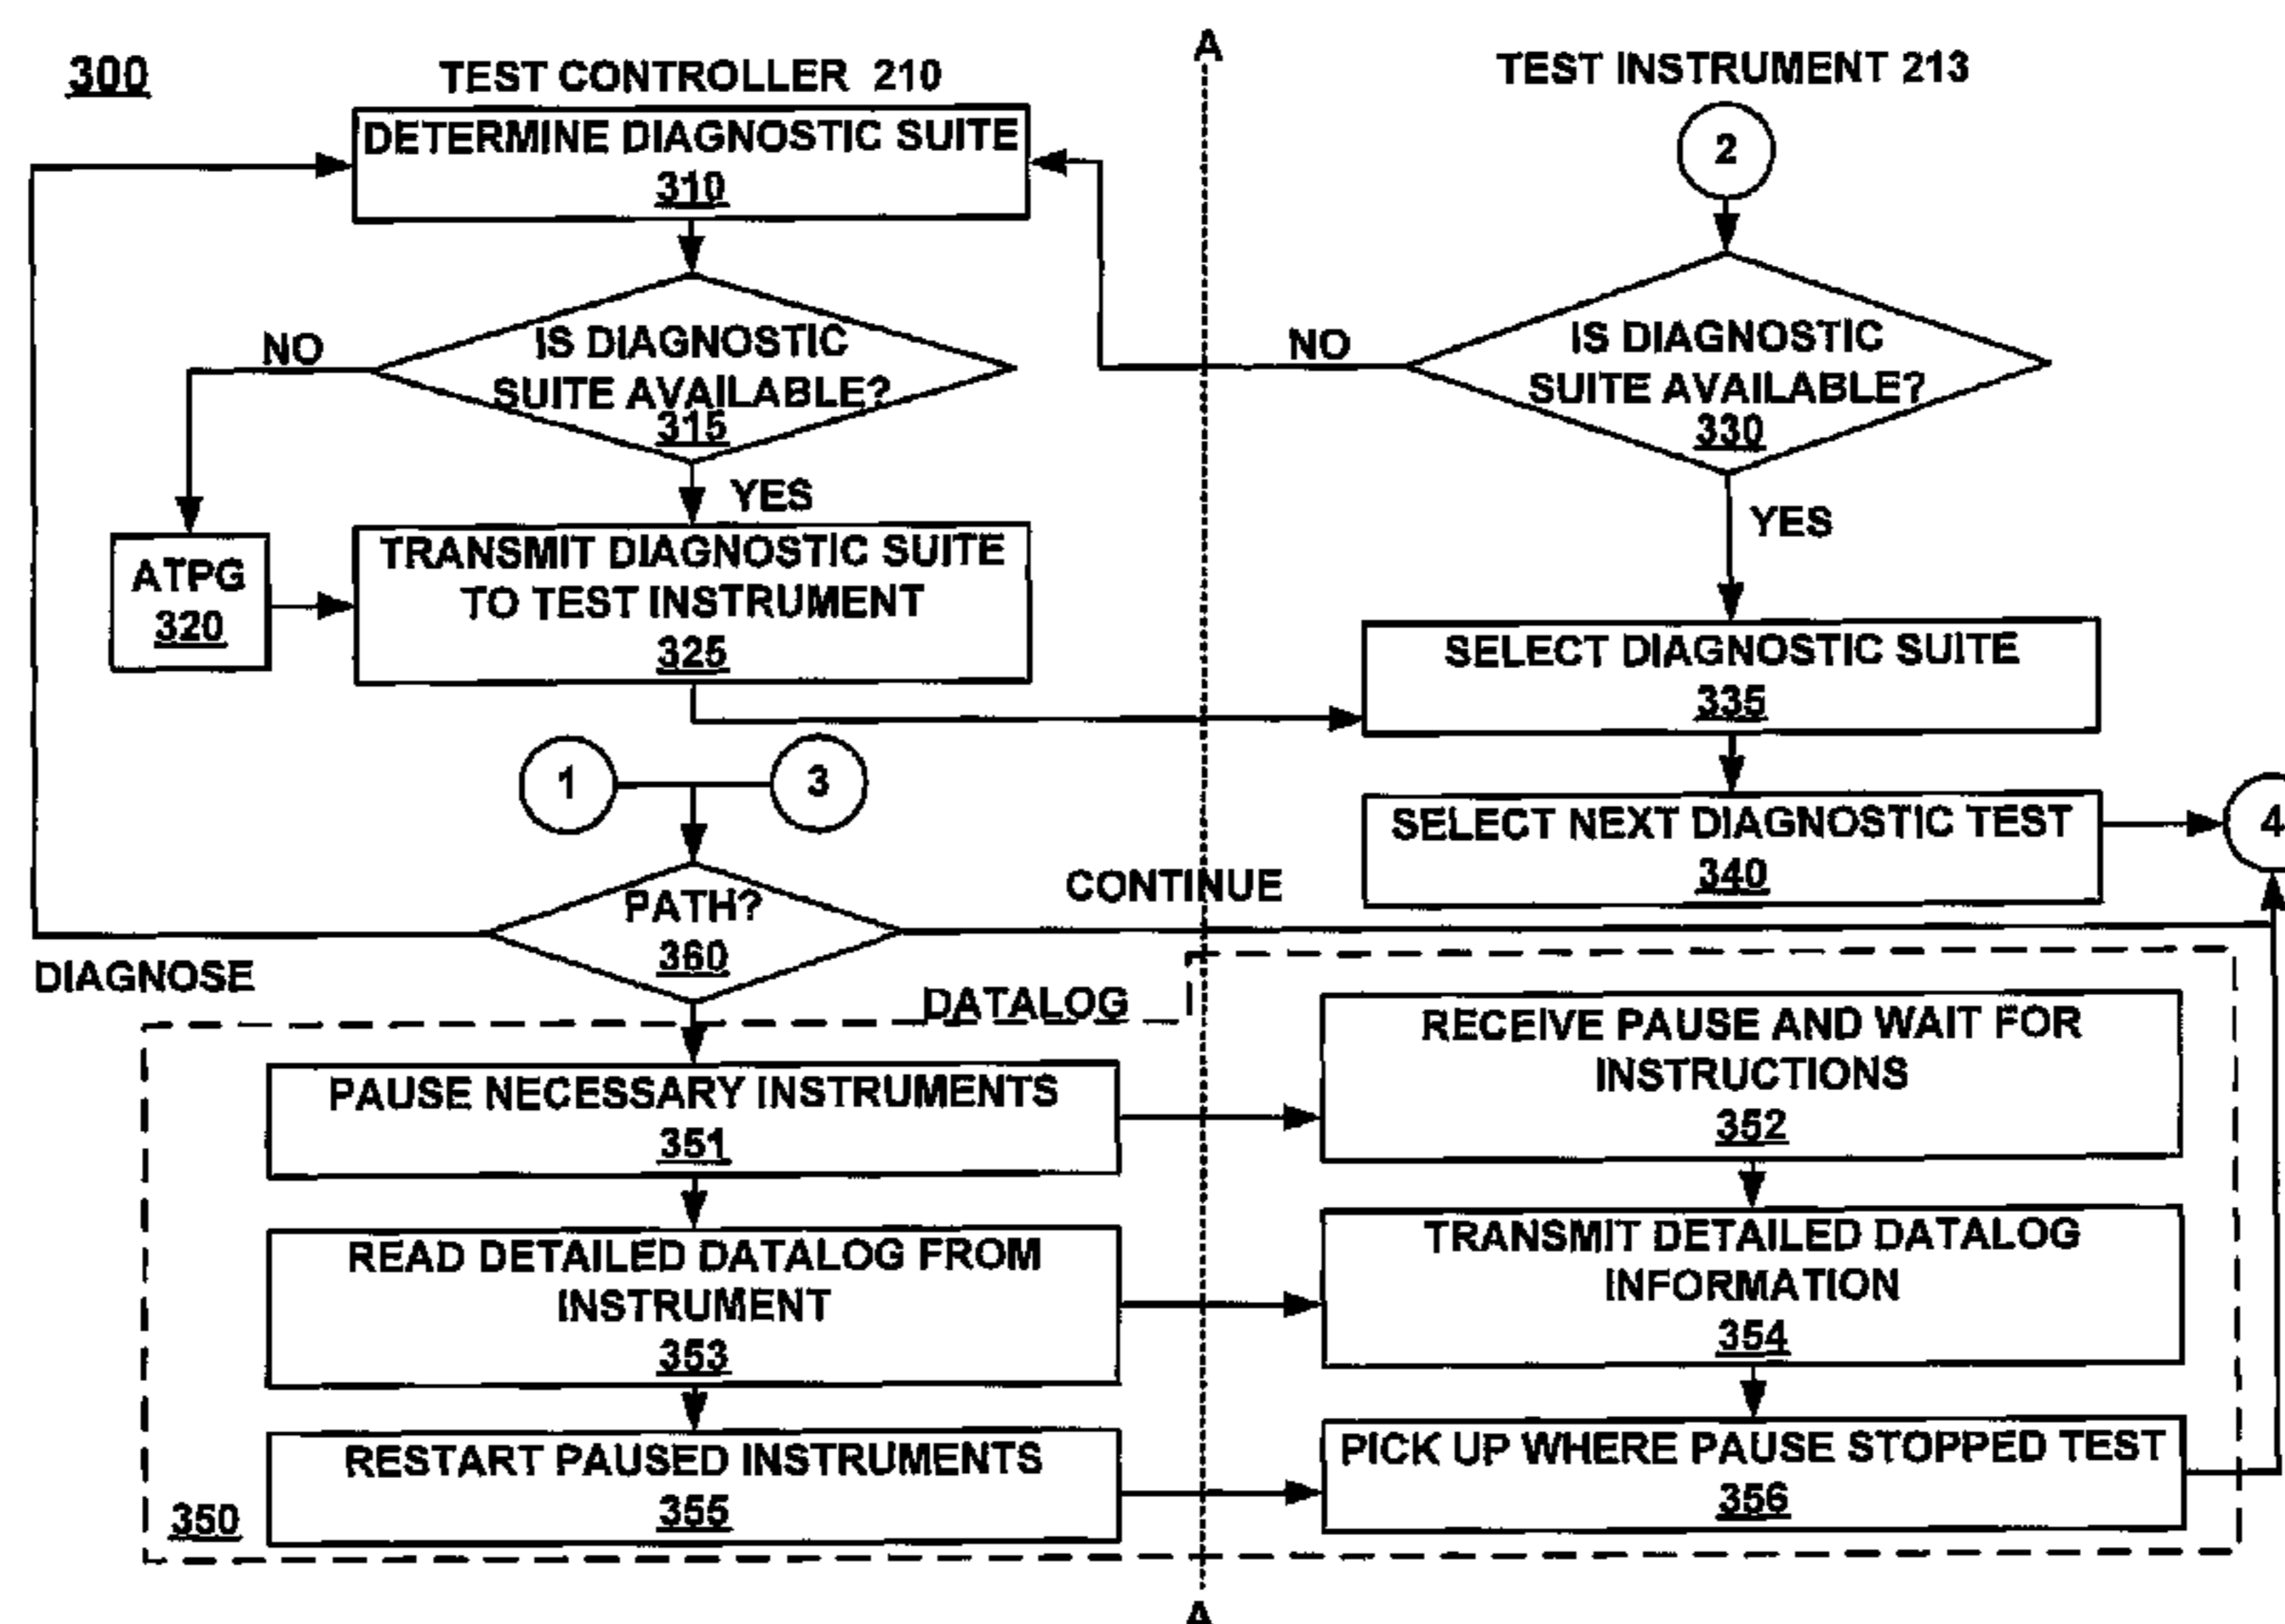 A
300
TEST CONTROLLER 210
TEST INSTRUMENT 213
DETERMINE DIAGNOSTIC SUITE
310
2
IS DIAGNOSTIC
SUITE AVAILABLE?
315
NO
YES
NO
IS DIAGNOSTIC
SUITE AVAILABLE?
330
YES
ATPG
320
TRANSMIT DIAGNOSTIC SUITE
TO TEST INSTRUMENT
325
SELECT DIAGNOSTIC SUITE
335
1
3
SELECT NEXT DIAGNOSTIC TEST
340
4
PATH?
360
CONTINUE
DIAGNOSE
DATALOG
PAUSE NECESSARY INSTRUMENTS
351
RECEIVE PAUSE AND WAIT FOR
INSTRUCTIONS
352
READ DETAILED DATALOG FROM
INSTRUMENT
353
TRANSMIT DETAILED DATALOG
INFORMATION
354
RESTART PAUSED INSTRUMENTS
355
PICK UP WHERE PAUSE STOPPED TEST
356
350
A